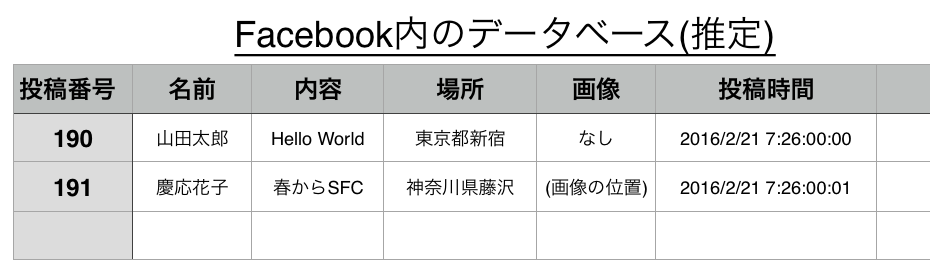 Facebook内のデータベース(推定)
投稿番号 名前 内容 場所 画像 投稿時間
190 山田太郎 Hello World 東京都新宿 なし 2016/2/21 7:26:00:00
191 慶応花子 春からSFC 神奈川県藤沢 (画像の位置) 2016/2/21 7:26:00:01